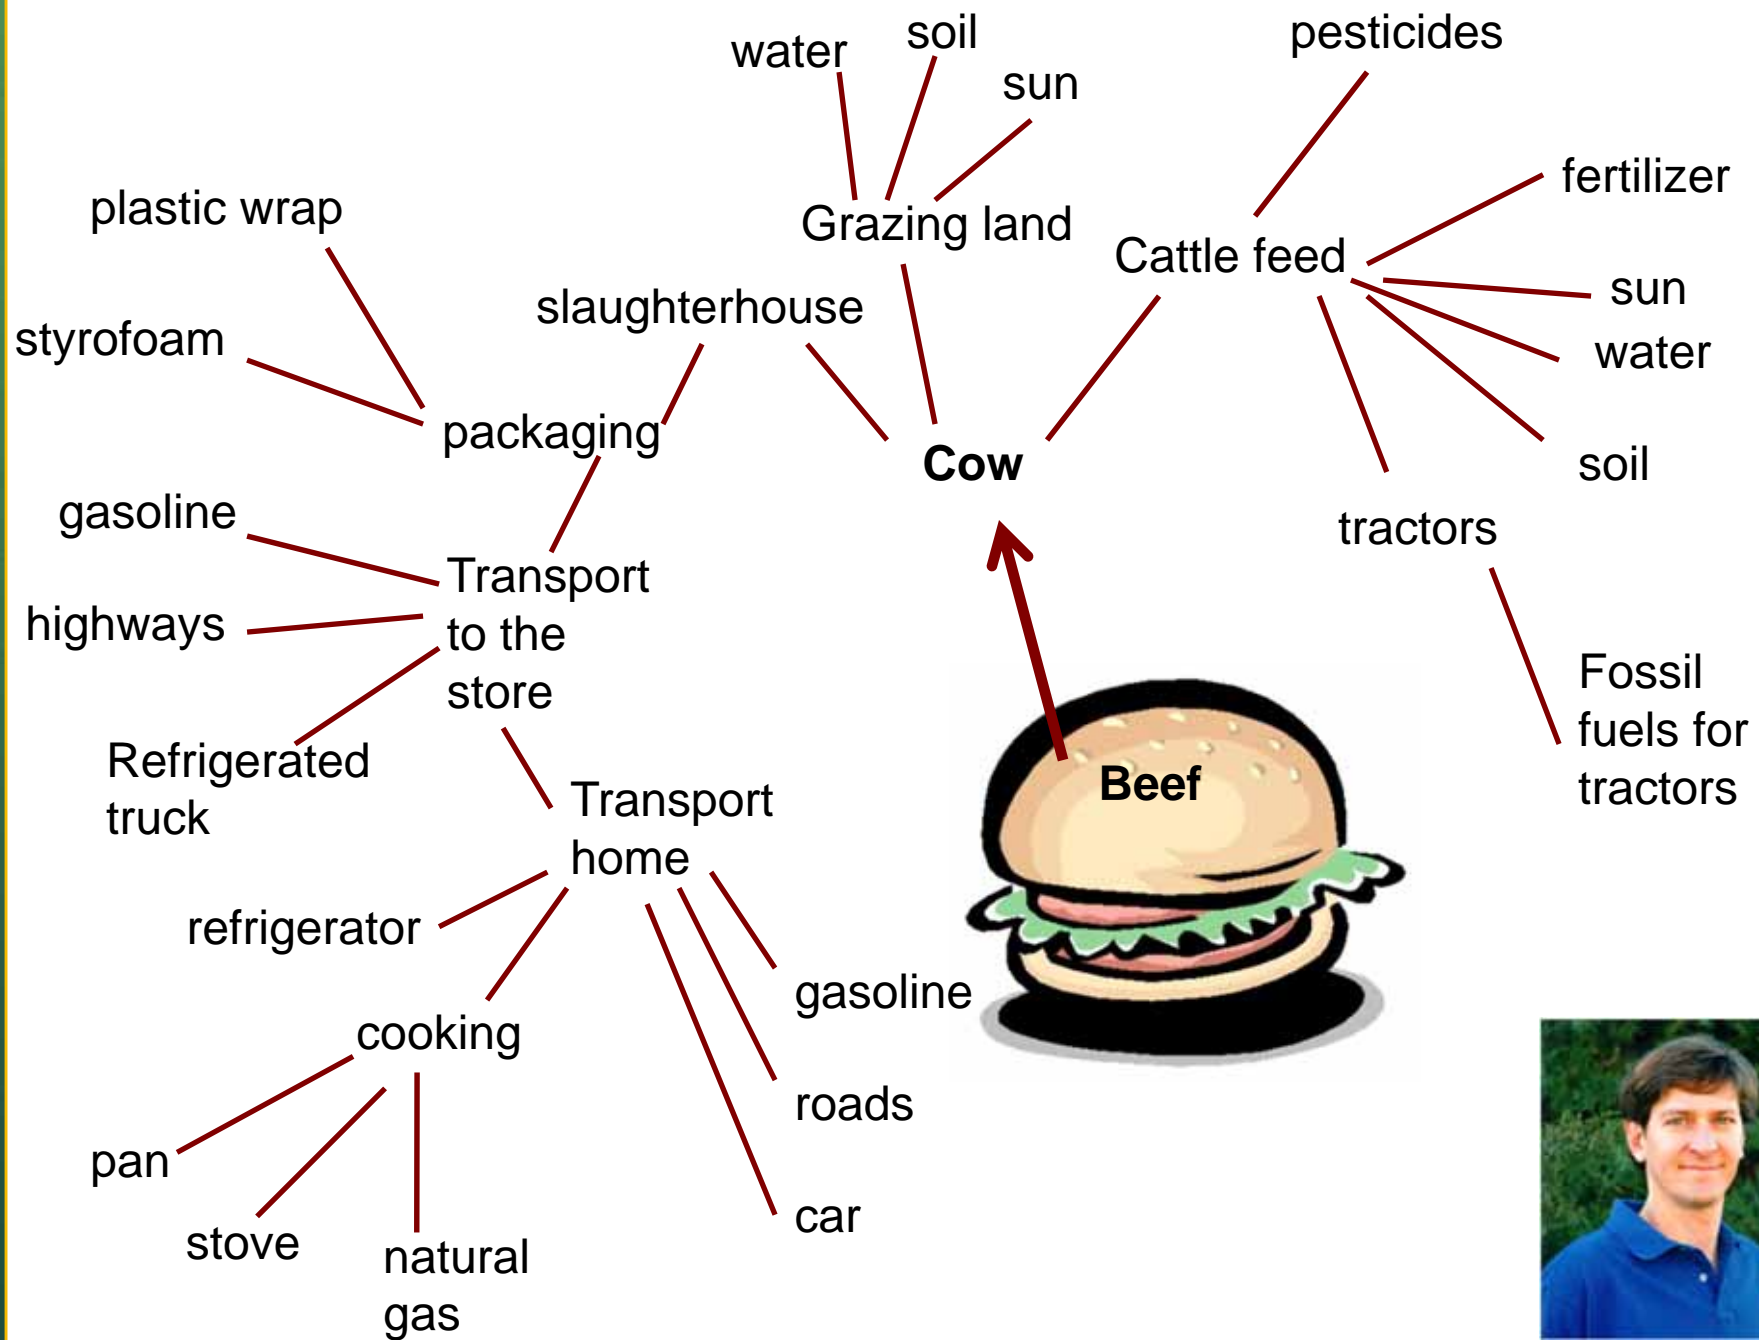 water
soil
pesticides
sun
fertilizer
plastic wrap
Grazing land
Cattle feed
sun
slaughterhouse
styrofoam
water
packaging
Cow
soil
gasoline
tractors
Transport
to the
store
highways
Fossil
fuels for
tractors
Refrigerated
truck
Beef
Transport
home
refrigerator
gasoline
cooking
roads
pan
car
stove
natural
gas